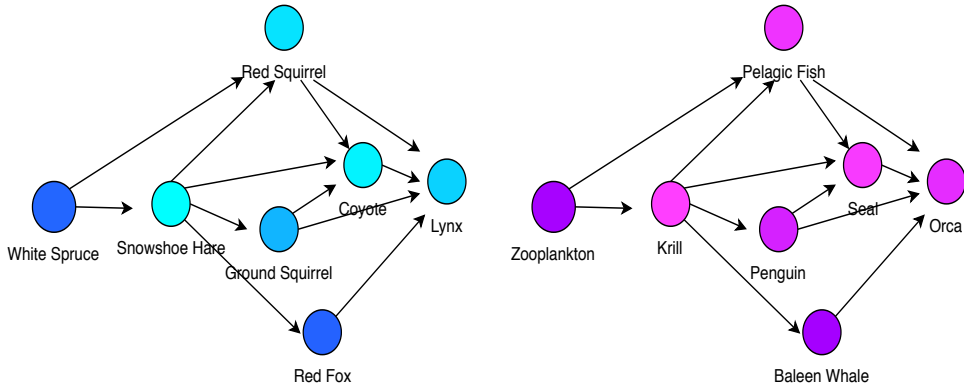 Red Squirrel
White Spruce
Snowshoe Hare
Ground Squirrel
Coyote
Lynx
Red Fox
Pelagic Fish
Zooplankton
Krill
Penguin
Seal
Orca
Baleen Whale